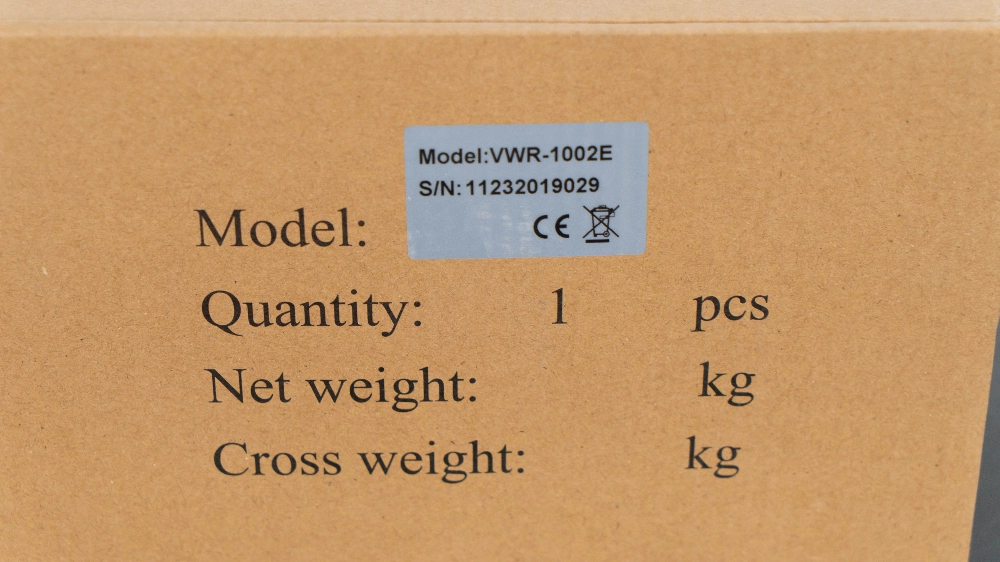 Model:VWR-1002E
S/N:11232019029
CE
Model:
Quantity: 1 pcs
Net weight: kg
Cross weight: kg